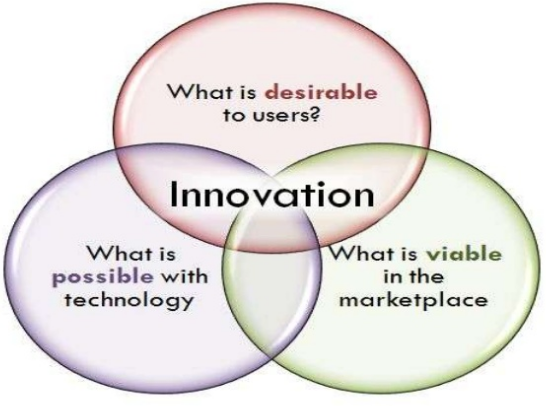 What is desirable
to users?
Innovation
What is
possible with
technology
What is viable
in the
marketplace